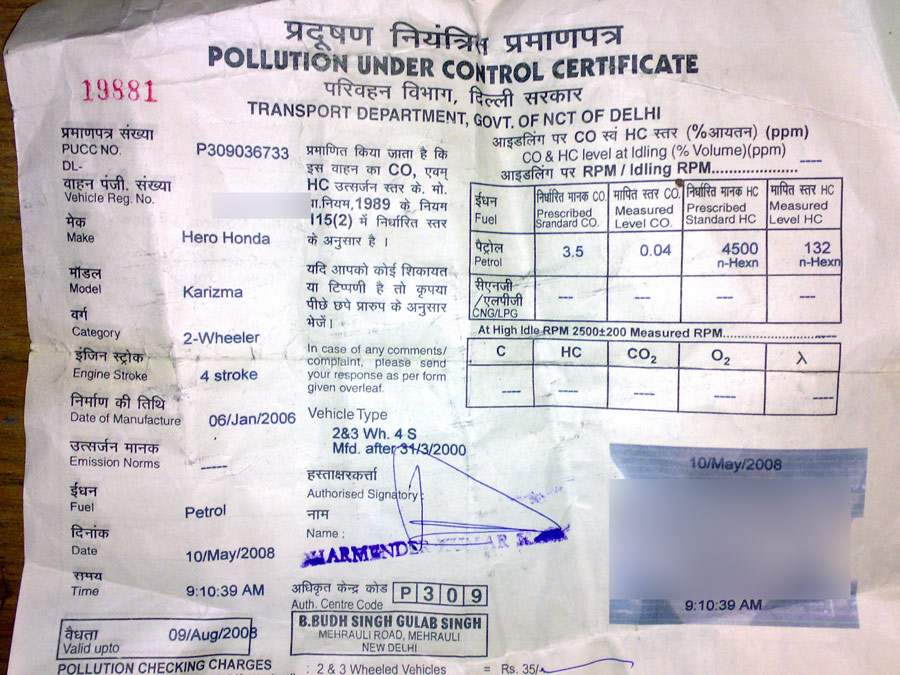 प्रदूषण नियंत्रित प्रमाणपत्र
POLLUTION UNDER CONTROL CERTIFICATE
परिवहन विभाग, दिल्ली सरकार
TRANSPORT DEPARTMENT, GOVT. OF NCT OF DELHI
19881
प्रमाणपत्र संख्या
PUCC NO. P309036733
DL-
वाहन पंजी. संख्या
Vehicle Reg. No.
मेक
Make Hero Honda
मॉडल
Model Karizma
वर्ग
Category 2-Wheeler
इंजिन स्ट्रोक
Engine Stroke 4 stroke
निर्माण की तिथि
Date of Manufacture 06/Jan/2006
उत्सर्जन मानक
Emission Norms ----
ईंधन
Fuel Petrol
दिनांक
Date 10/May/2008
समय
Time 9:10:39 AM
वैधता
Valid upto 09/Aug/2008
POLLUTION CHECKING CHARGES : 2 & 3 Wheeled Vehicles = Rs. 35/
प्रमाणित किया जाता है कि
इस वाहन का CO, एवम्
HC उत्सर्जन स्तर के. मो.
वा.नियम,1989 के. नियम
115(2) में निर्धारित स्तर
के अनुसार है ।
यदि आपको कोई शिकायत
या टिप्पणी है तो कृपया
पीछे छपे प्रारुप के अनुसार
भेजें ।
In case of any comments/
complaint, please send
your response as per form
given overleaf.
Vehicle Type
2&3 Wh. 4 S
Mfd. after 31/3/2000
हस्ताक्षरकर्त्ता
Authorised Signatory :
नाम
Name :
अधिकृत केन्द्र कोड
Auth. Centre Code P 3 0 9
B.BUDH SINGH GULAB SINGH
MEHRAULI ROAD, MEHRAULI
NEW DELHI
आइडलिंग पर CO एवं HC स्तर (%आयतन) (ppm)
CO & HC level at Idling (% Volume)(ppm)
आइडलिंग पर RPM / Idling RPM.................... ----
ईंधन निर्धारित मानक CO. मापित स्तर CO. निर्धारित मानक HC मापित स्तर HC
Fuel Prescribed Standard CO. Measured Level CO. Prescribed Standard HC Measured Level HC
पैट्रोल
Petrol 3.5 0.04 4500 n-Hexn 132 n-Hexn
सीएनजी
/एलपीजी
CNG/LPG --- --- --- ---
At High Idle RPM 2500±200 Measured RPM.......................... ----
C HC CO2 O2 λ
---- ---- ---- ---- ----
10/May/2008
9:10:39 AM